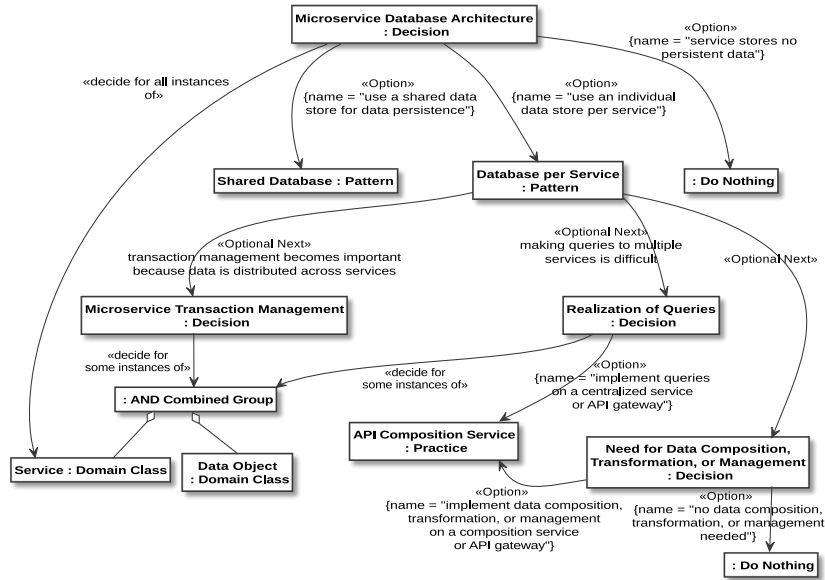 Microservice Database Architecture
: Decision
«Option»
{name = "service stores no
persistent data"}
«decide for all instances
of»
«Option»
{name = "use a shared data
store for data persistence"}
«Option»
{name = "use an individual
data store per service"}
Shared Database : Pattern
Database per Service
: Pattern
: Do Nothing
«Optional Next»
transaction management becomes important
because data is distributed across services
«Optional Next»
making queries to multiple
services is difficult
«Optional Next»
Microservice Transaction Management
: Decision
Realization of Queries
: Decision
«decide for
some instances of»
«decide for
some instances of»
«Option»
{name = "implement queries
on a centralized service
or API gateway"}
: AND Combined Group
API Composition Service
: Practice
Need for Data Composition,
Transformation, or Management
: Decision
Service : Domain Class
Data Object
: Domain Class
«Option»
{name = "implement data composition,
transformation, or management
on a composition service
or API gateway"}
«Option»
{name = "no data composition,
transformation, or management
needed"}
: Do Nothing